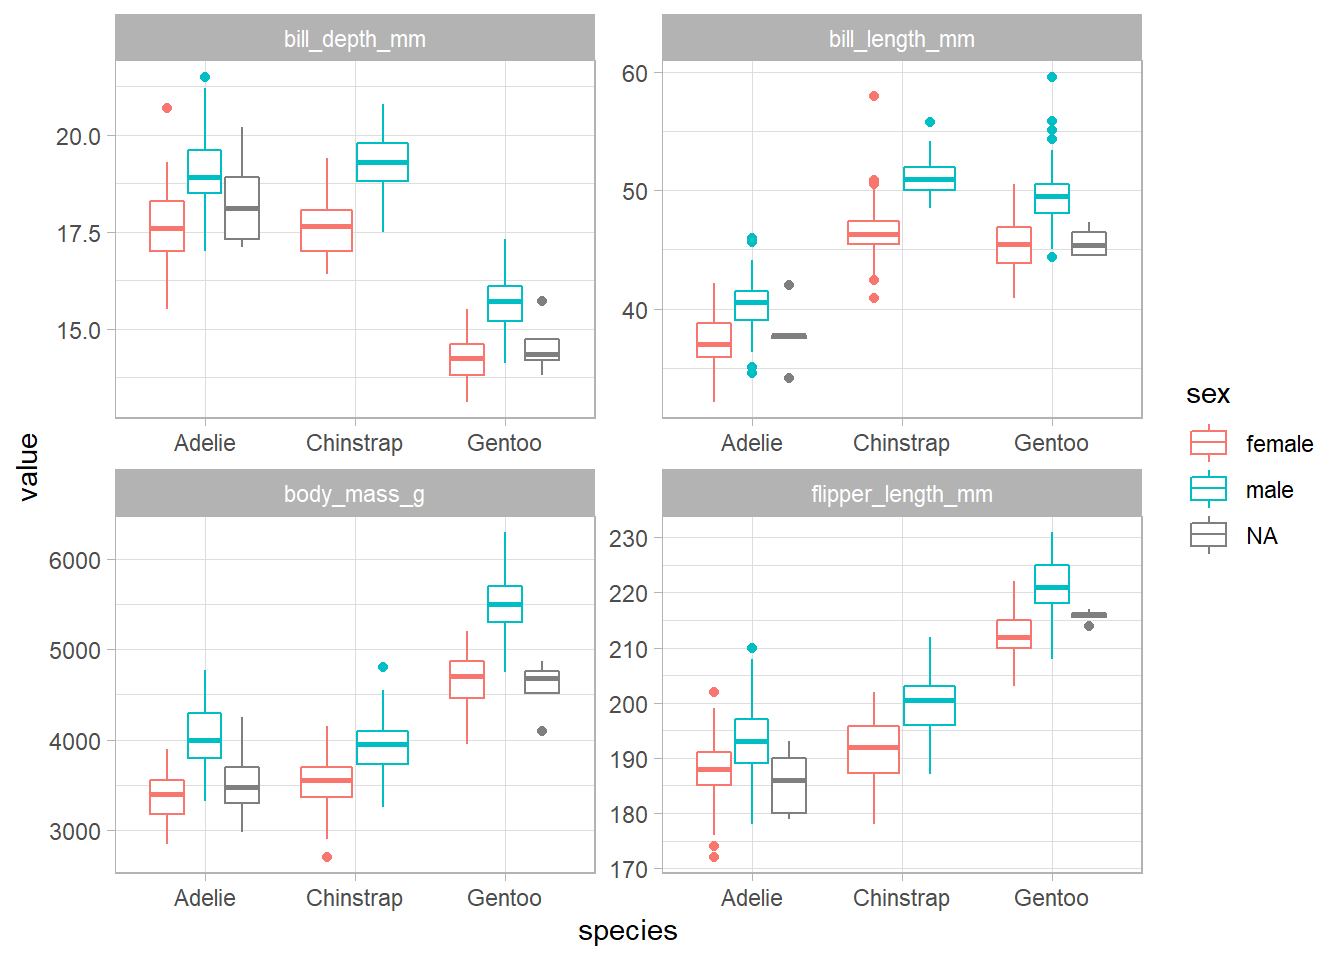 bill_depth_mm
bill_length_mm
20.0
17.5
15.0
60
50
40
Adelie
Chinstrap
Gentoo
Adelie
Chinstrap
Gentoo
value
body_mass_g
flipper_length_mm
6000
5000
4000
3000
230
220
210
200
190
180
170
Adelie
Chinstrap
Gentoo
Adelie
Chinstrap
Gentoo
species
sex
female
male
NA